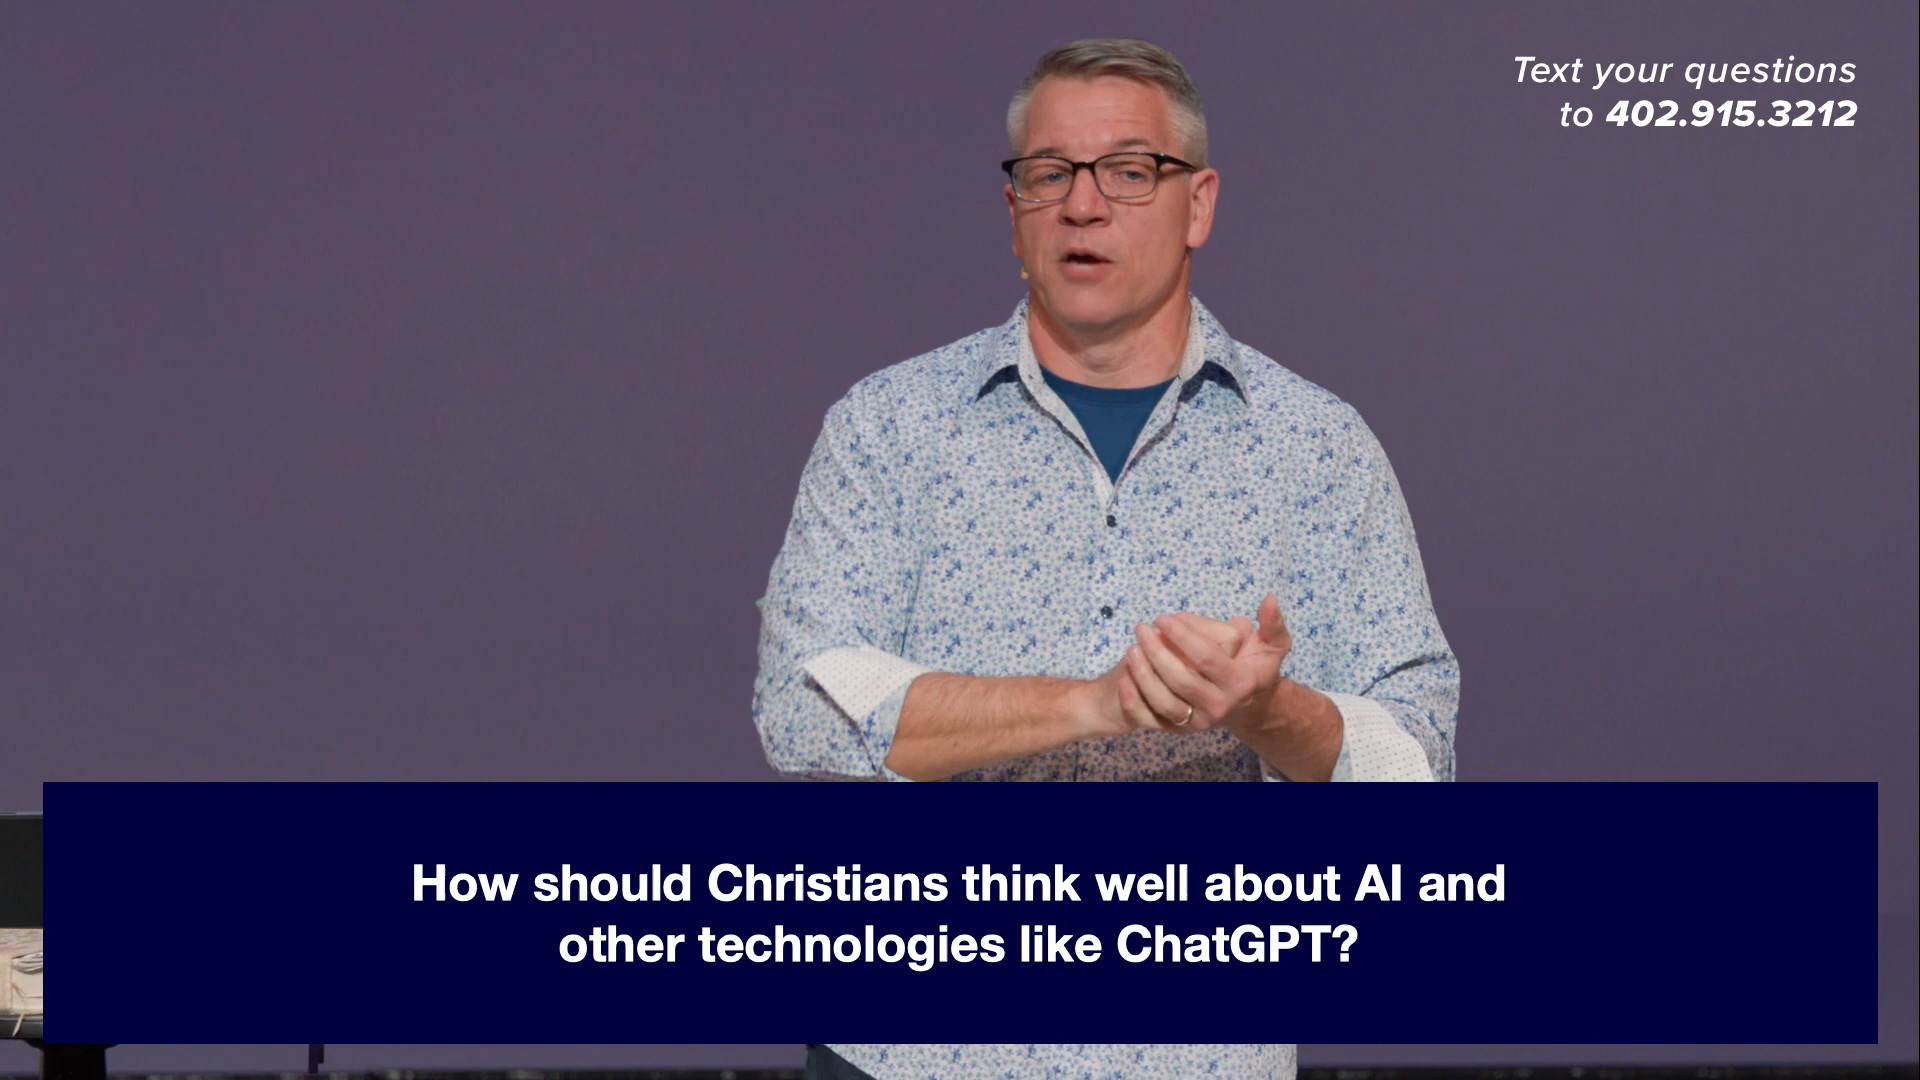 Text your questions
to 402.915.3212
How should Christians think well about AI and
other technologies like ChatGPT?